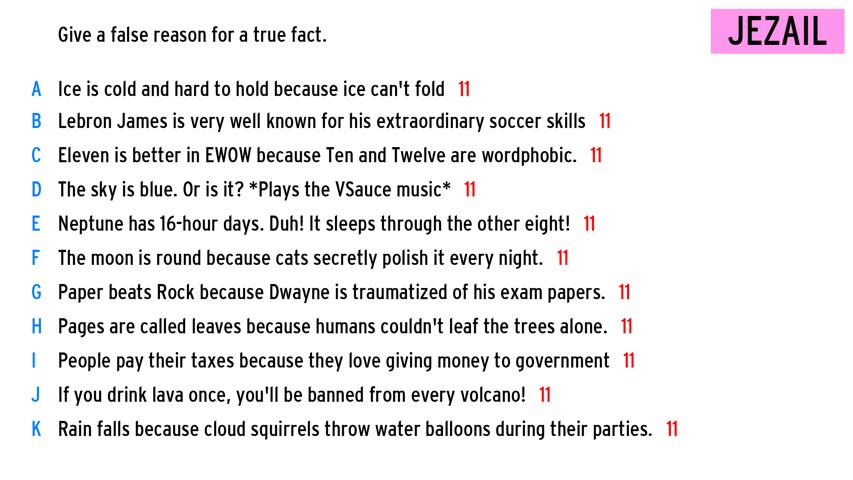 Give a false reason for a true fact.
JEZAIL
A Ice is cold and hard to hold because ice can't fold 11
B Lebron James is very well known for his extraordinary soccer skills 11
C Eleven is better in EWOW because Ten and Twelve are wordphobic. 11
D The sky is blue. Or is it? *Plays the VSauce music* 11
E Neptune has 16-hour days. Duh! It sleeps through the other eight! 11
F The moon is round because cats secretly polish it every night. 11
G Paper beats Rock because Dwayne is traumatized of his exam papers. 11
H Pages are called leaves because humans couldn't leaf the trees alone. 11
I People pay their taxes because they love giving money to government 11
J If you drink lava once, you'll be banned from every volcano! 11
K Rain falls because cloud squirrels throw water balloons during their parties. 11